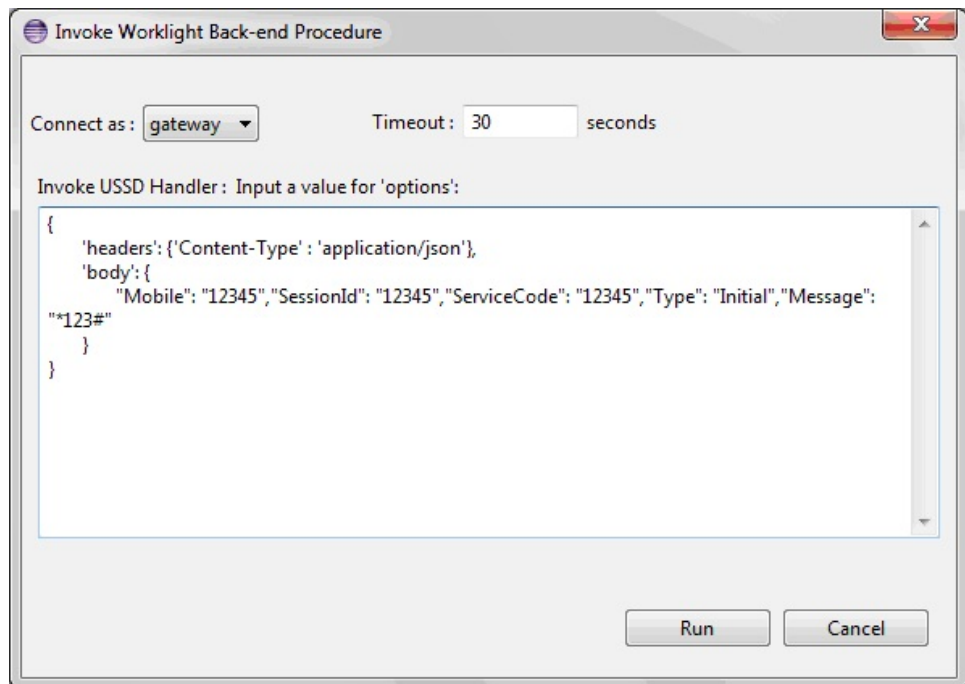 Invoke Worklight Back-end Procedure
Connect as : gateway Timeout : 30 seconds
Invoke USSD Handler : Input a value for 'options':
{
'headers': {'Content-Type' : 'application/json'},
'body': {
"Mobile": "12345","SessionId": "12345","ServiceCode": "12345","Type": "Initial","Message":
"*123#"
}
}
Run Cancel